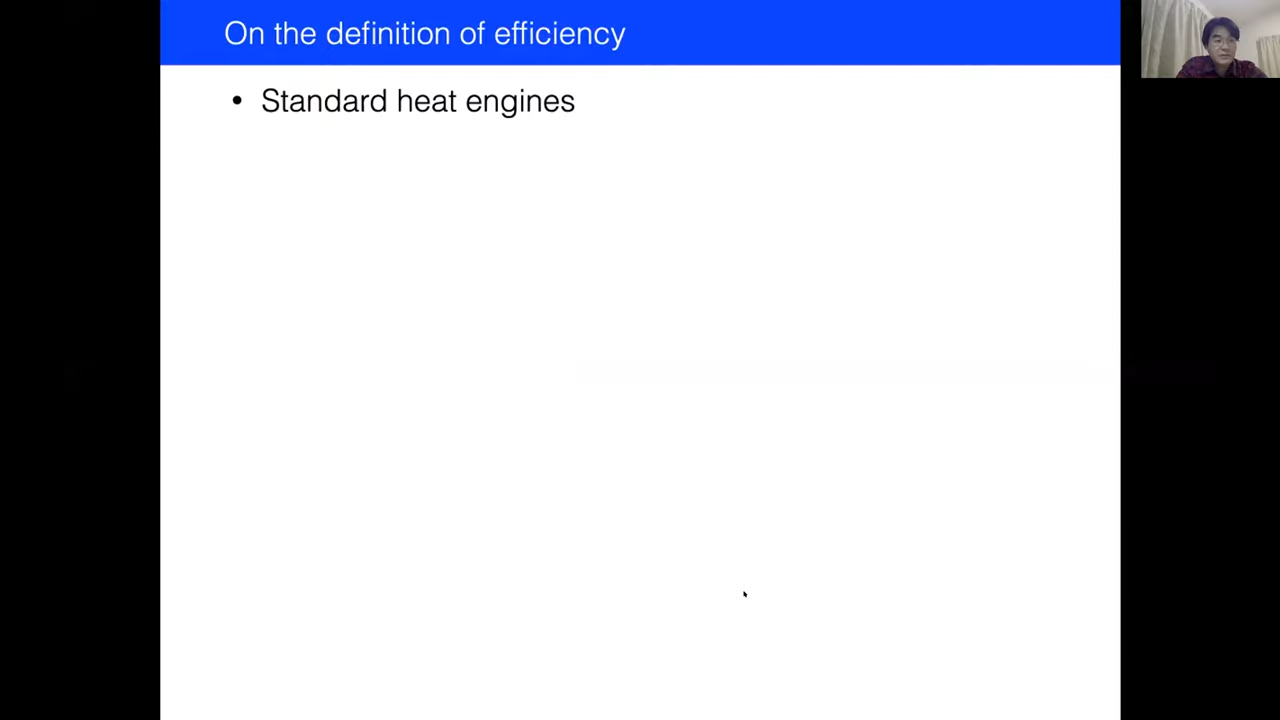 On the definition of efficiency
• Standard heat engines